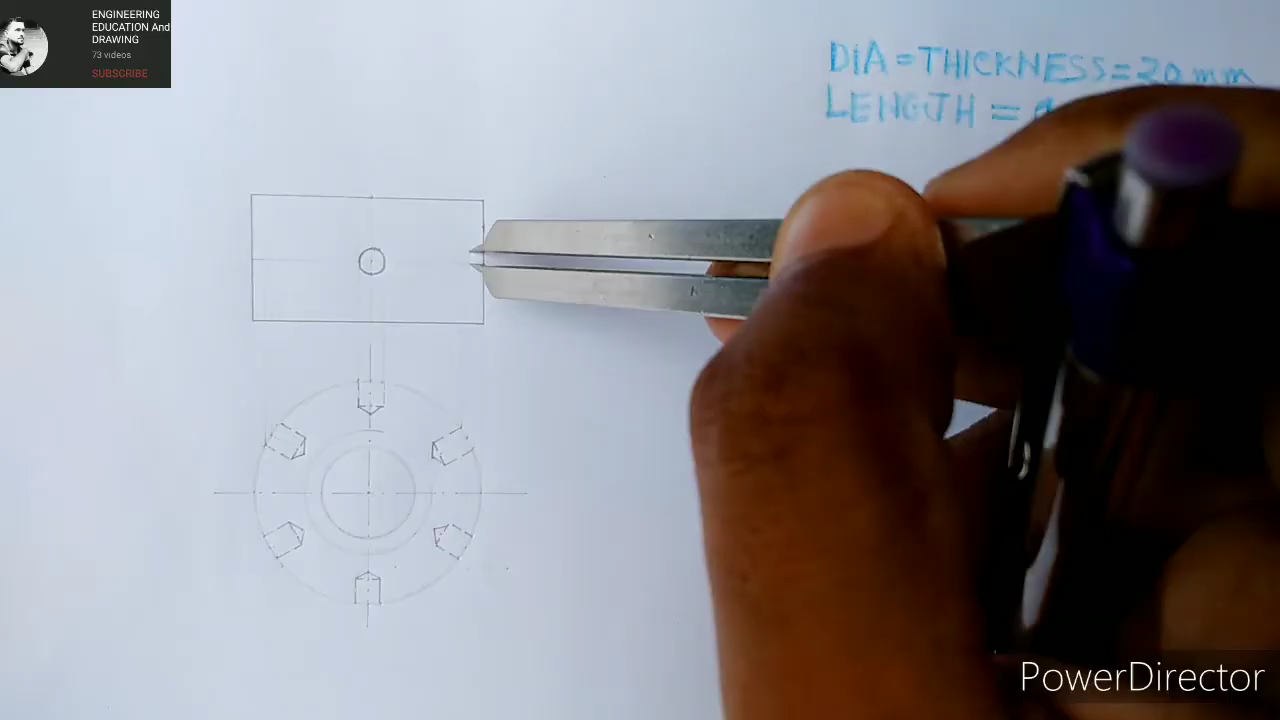 ENGINEERING
EDUCATION And
DRAWING
73 videos
SUBSCRIBE
DIA=THICKNESS=20 mm
LENGTH =
PowerDirector